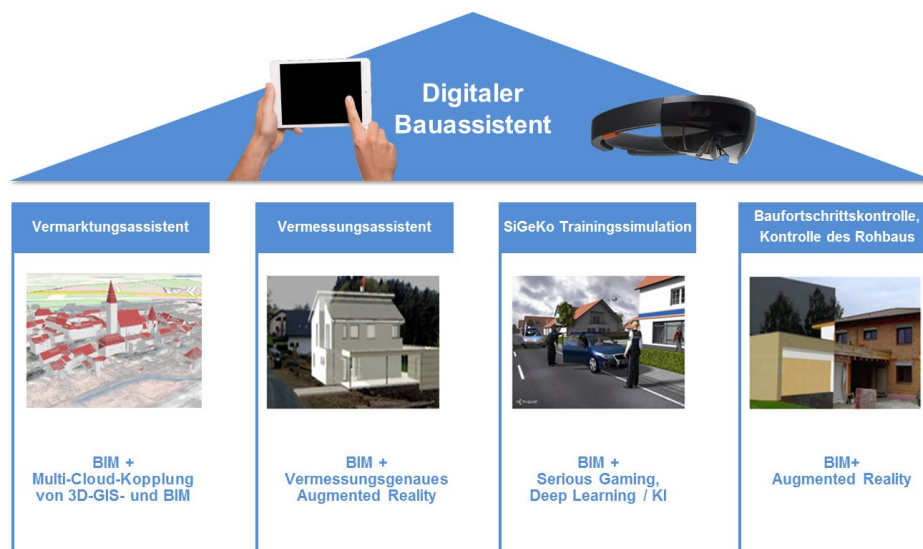 Digitaler
Bauassistent
Vermarktungsassistent
Vermessungsassistent
SiGeKo Trainingssimulation
Baufortschrittskontrolle,
Kontrolle des Rohbaus
BIM +
Multi-Cloud-Kopplung
von 3D-GIS- und BIM
BIM +
Vermessungsgenaues
Augmented Reality
BIM +
Serious Gaming,
Deep Learning / KI
BIM+
Augmented Reality